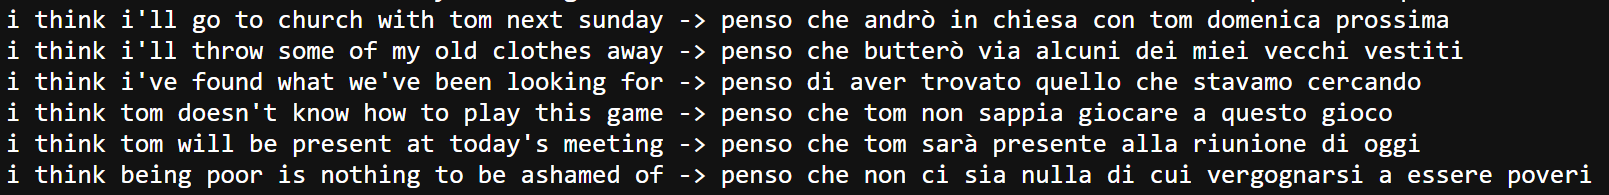 i think i'll go to church with tom next sunday -> penso che andrò in chiesa con tom domenica prossima
i think i'll throw some of my old clothes away -> penso che butterò via alcuni dei miei vecchi vestiti
i think i've found what we've been looking for -> penso di aver trovato quello che stavamo cercando
i think tom doesn't know how to play this game -> penso che tom non sappia giocare a questo gioco
i think tom will be present at today's meeting -> penso che tom sarà presente alla riunione di oggi
i think being poor is nothing to be ashamed of -> penso che non ci sia nulla di cui vergognarsi a essere poveri